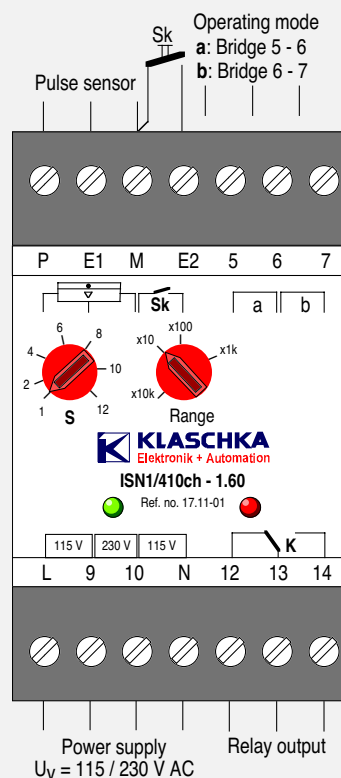 Sk
Operating mode
a: Bridge 5 - 6
b: Bridge 6 - 7
Pulse sensor
P E1 M E2 5 6 7
Sk a b
6 8
4 10
2 12
1
S
x100
x10 x1k
x10k
Range
K KLASCHKA
Elektronik + Automation
ISN1/410ch - 1.60
Ref. no. 17.11-01
115 V 230 V 115 V K
L 9 10 N 12 13 14
Power supply Relay output
Uv = 115 / 230 V AC